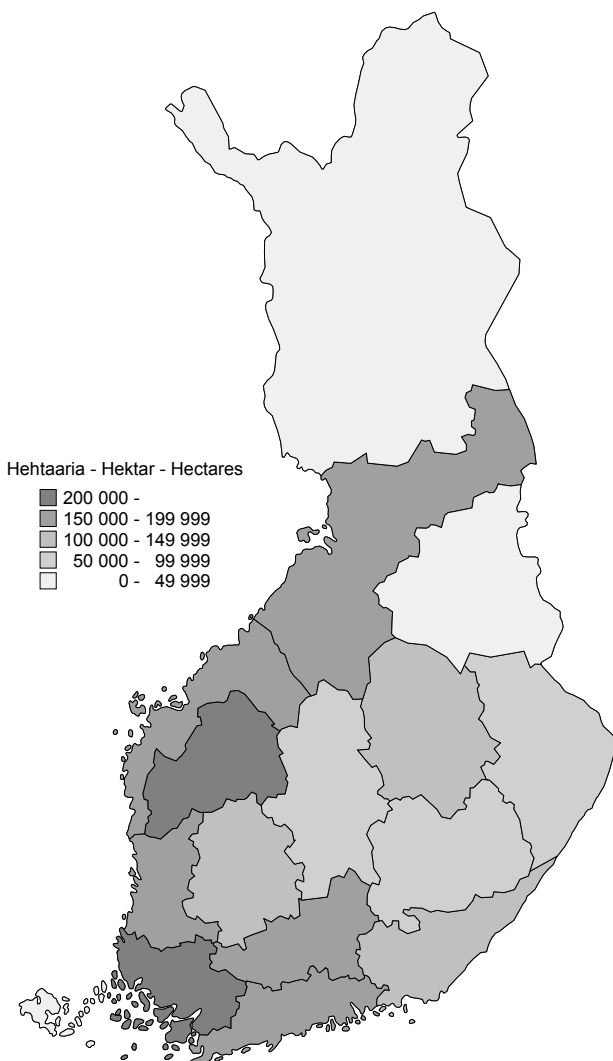 Hehtaaria - Hektar - Hectares
200 000 -
150 000 - 199 999
100 000 - 149 999
50 000 - 99 999
0 - 49 999